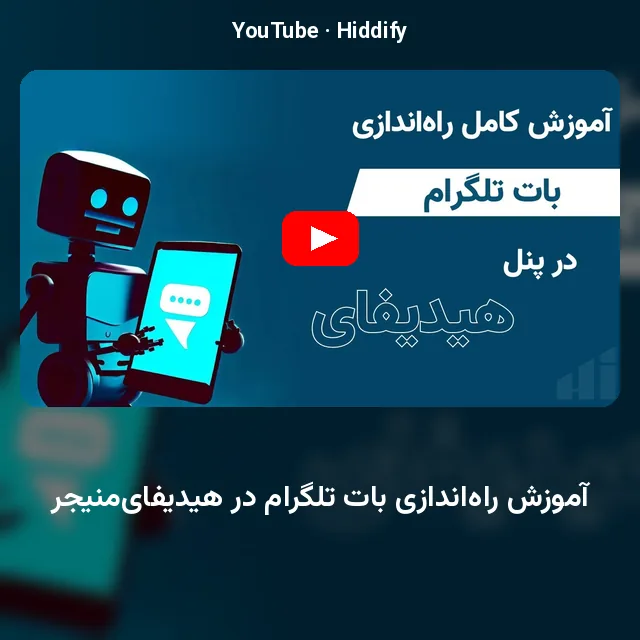 YouTube · Hiddify
آموزش کامل راه‌اندازی
بات تلگرام
در پنل
هیدیفای
Hi
آموزش راه‌اندازی بات تلگرام در هیدیفای‌منیجر